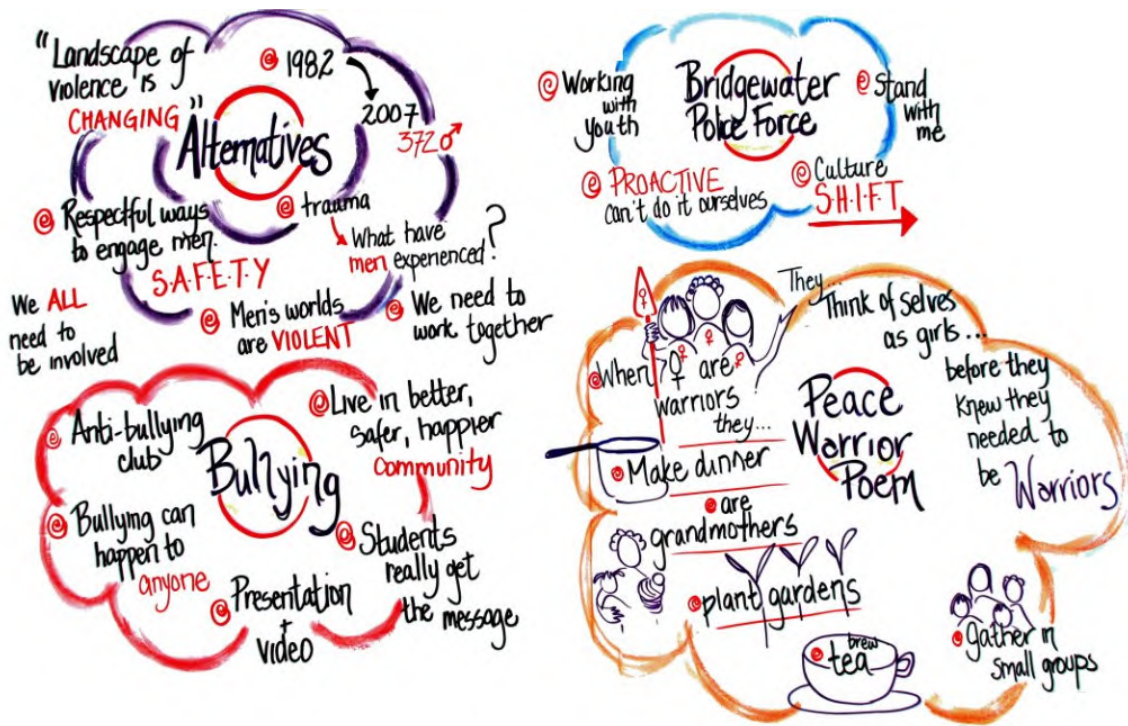 "Landscape of
violence is
CHANGING"
Alternatives
1982
2007
372♂
Respectful ways
to engage men.
S.A.F.E.T.Y
trauma
What have
men experienced?
We ALL
need to
be involved
Men's worlds
are VIOLENT
We need to
work together
Bullying
Anti-bullying
club
Live in better,
safer, happier
community
Bullying can
happen to
anyone
Presentation
+
video
Students
really get
the message
Bridgewater
Police Force
Working
with
youth
Stand
with
me
PROACTIVE
can't do it ourselves
Culture
S.H.I.F.T
Peace
Warrior
Poem
When ♀ are
warriors
they...
Make dinner
are
grandmothers
plant gardens
brew
tea
gather in
small groups
They...
Think of selves
as girls...
before they
knew they
needed to
be Warriors